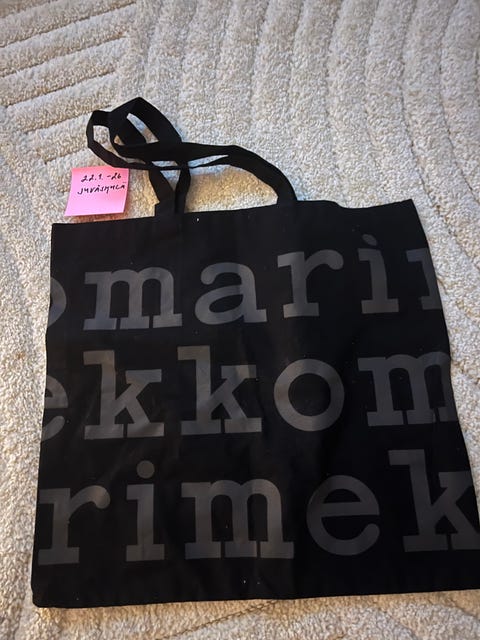 22.1.-26
JYVÄSKYLÄ
omarim
ekkom
rimek